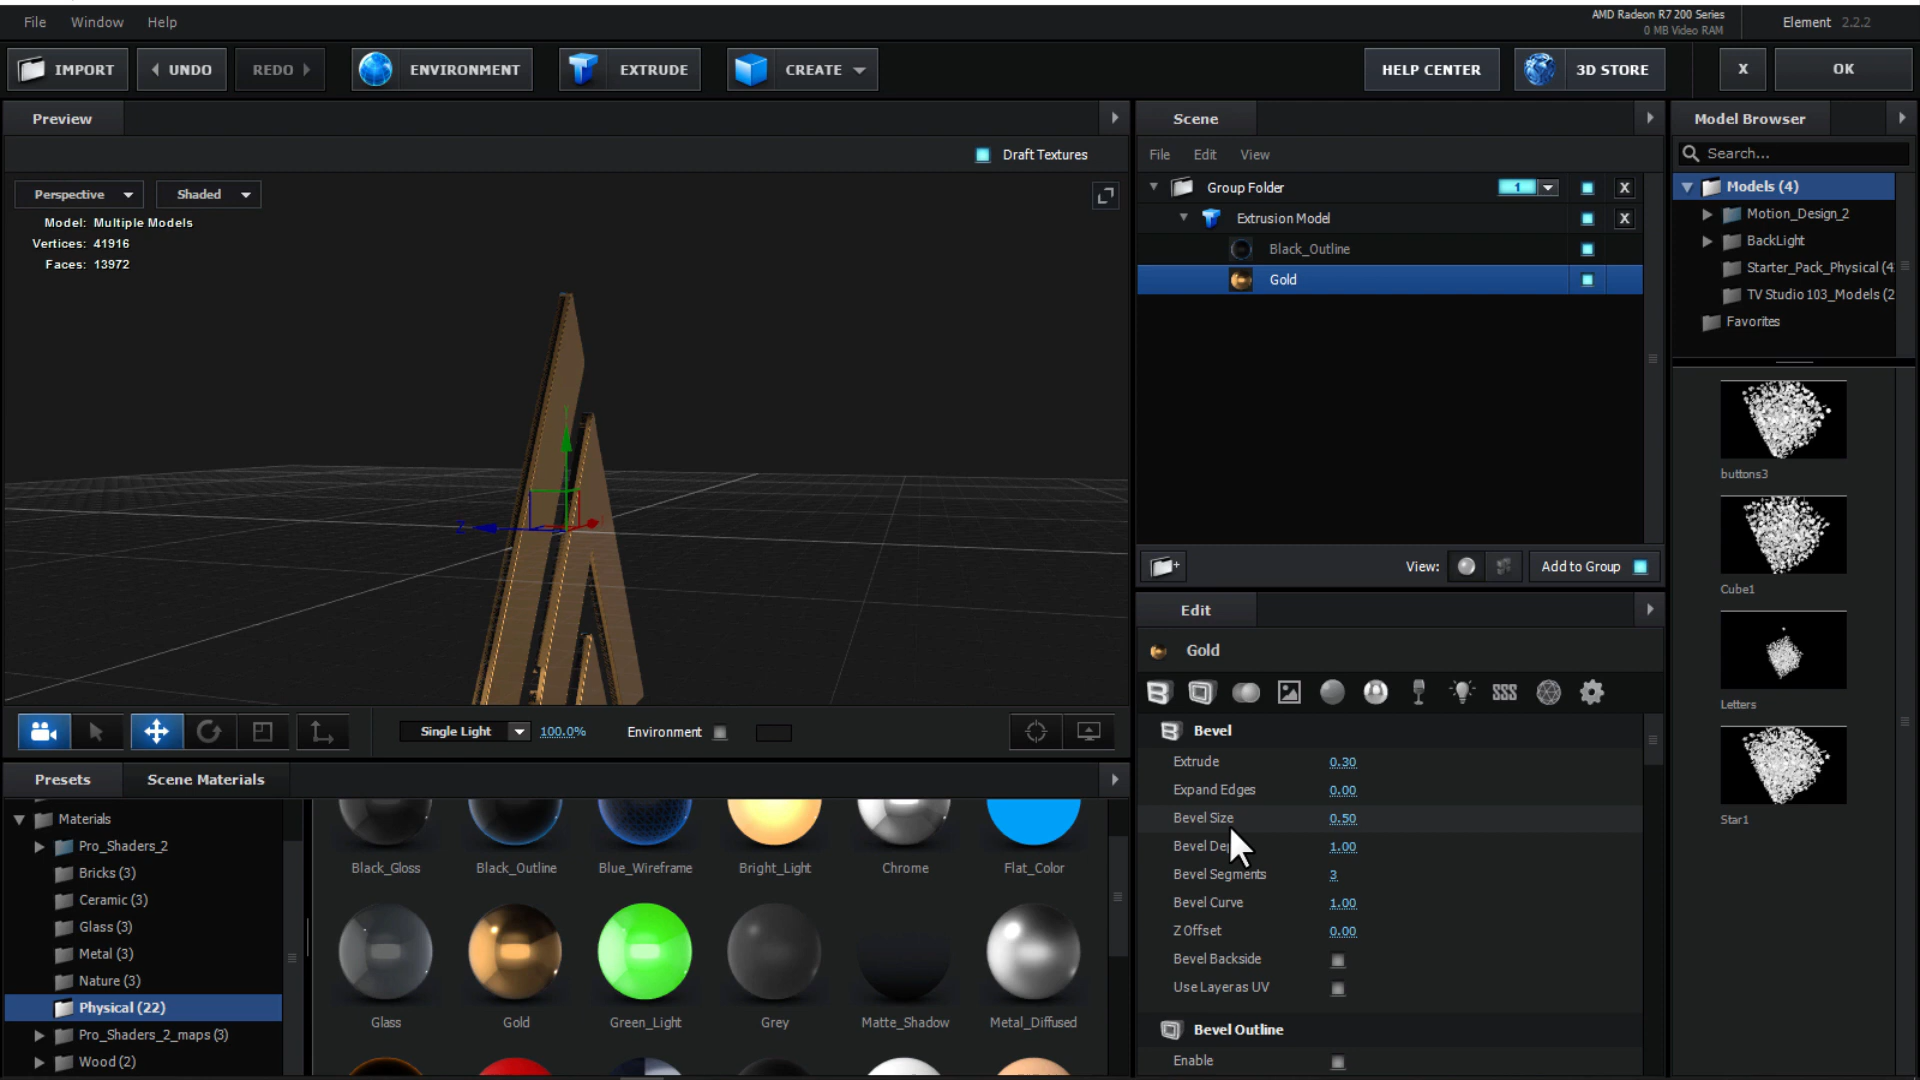 File Window Help
AMD Radeon R7 200 Series
0 MB Video RAM
Element 2.2.2
IMPORT UNDO REDO ENVIRONMENT EXTRUDE CREATE HELP CENTER 3D STORE X OK
Preview
Draft Textures
Perspective Shaded
Model: Multiple Models
Vertices: 41916
Faces: 13972
Z
Single Light 100.0% Environment
Scene
File Edit View
Group Folder 1 X
Extrusion Model X
Black_Outline
Gold
View: Add to Group
Model Browser
Search...
Models (4)
Motion_Design_2
BackLight
Starter_Pack_Physical (4
TV Studio 103_Models (2
Favorites
buttons3
Cube1
Letters
Star1
Presets Scene Materials
Materials
Pro_Shaders_2
Bricks (3)
Ceramic (3)
Glass (3)
Metal (3)
Nature (3)
Physical (22)
Pro_Shaders_2_maps (3)
Wood (2)
Black_Gloss Black_Outline Blue_Wireframe Bright_Light Chrome Flat_Color
Glass Gold Green_Light Grey Matte_Shadow Metal_Diffused
Edit
Gold
SSS
Bevel
Extrude 0.30
Expand Edges 0.00
Bevel Size 0.50
Bevel De 1.00
Bevel Segments 3
Bevel Curve 1.00
Z Offset 0.00
Bevel Backside
Use Layer as UV
Bevel Outline
Enable